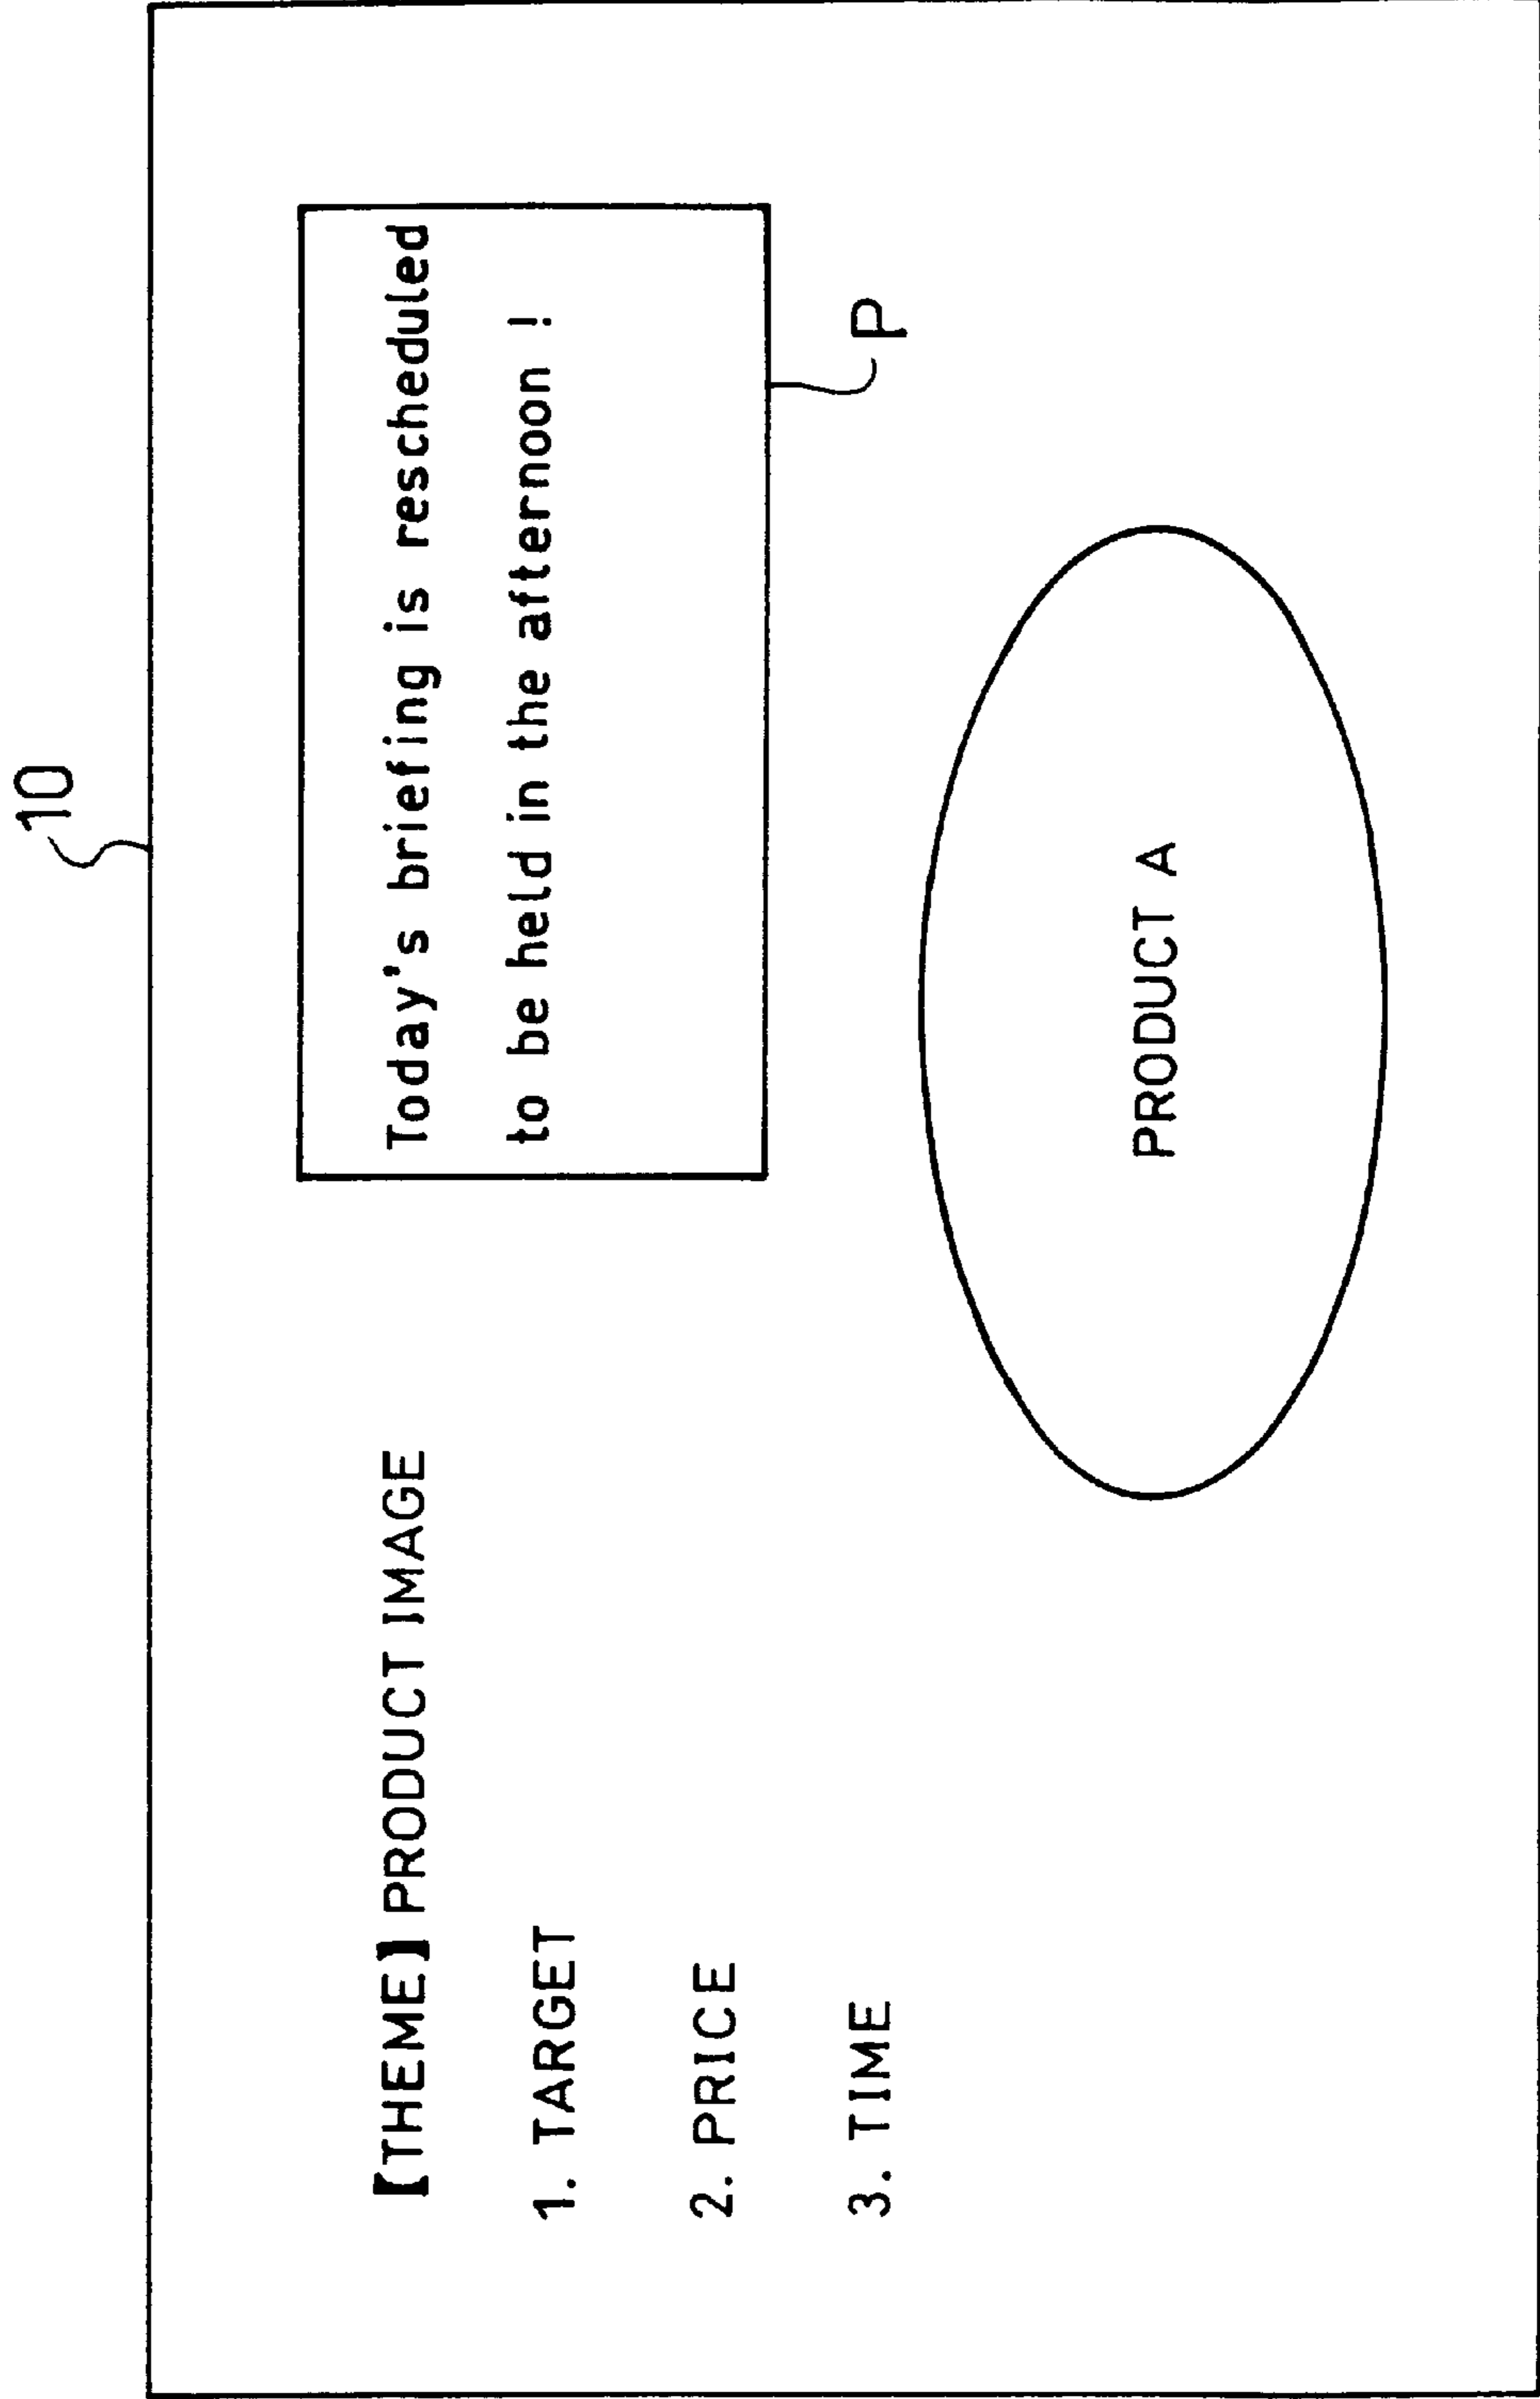 10
Today's briefing is rescheduled
to be held in the afternoon !
P
【THEME】 PRODUCT IMAGE
1. TARGET
2. PRICE
3. TIME
PRODUCT A